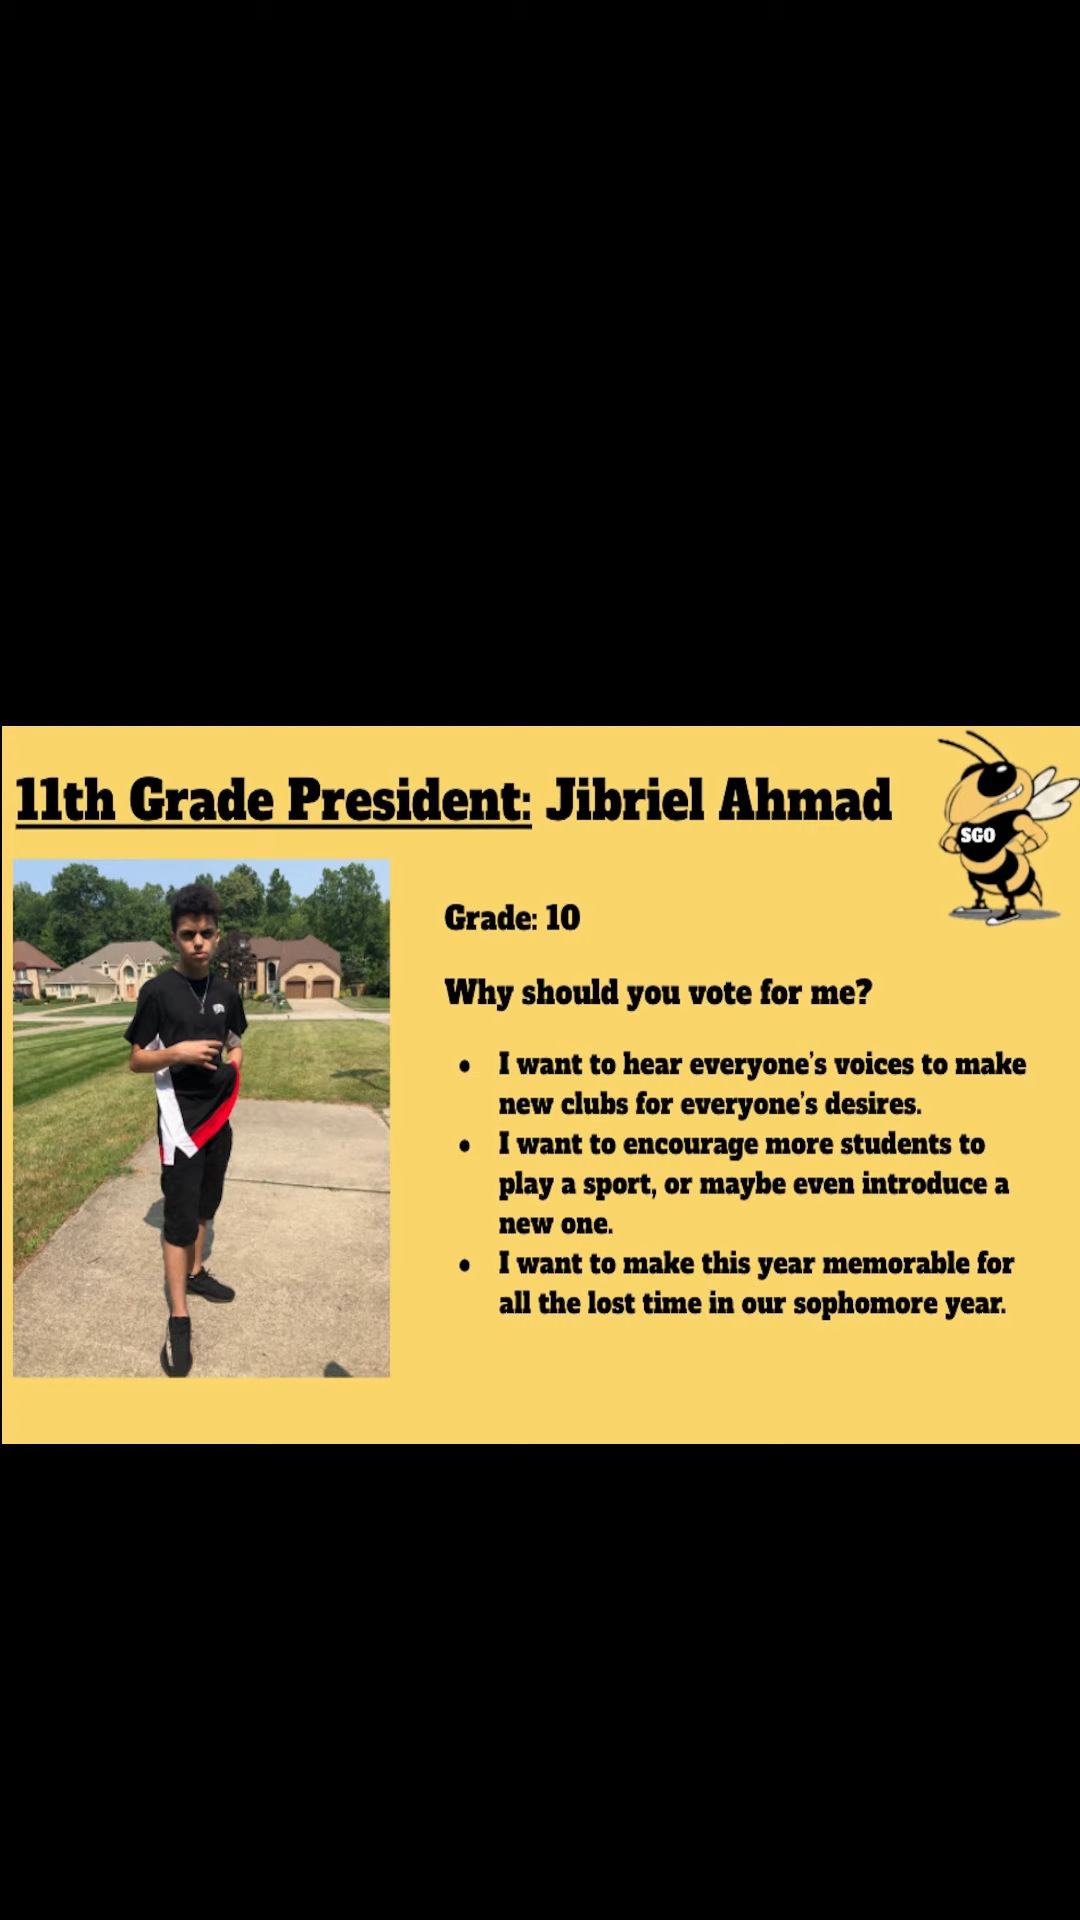 11th Grade President: Jibriel Ahmad
SGO
Grade: 10
Why should you vote for me?
● I want to hear everyone's voices to make
new clubs for everyone's desires.
● I want to encourage more students to
play a sport, or maybe even introduce a
new one.
● I want to make this year memorable for
all the lost time in our sophomore year.